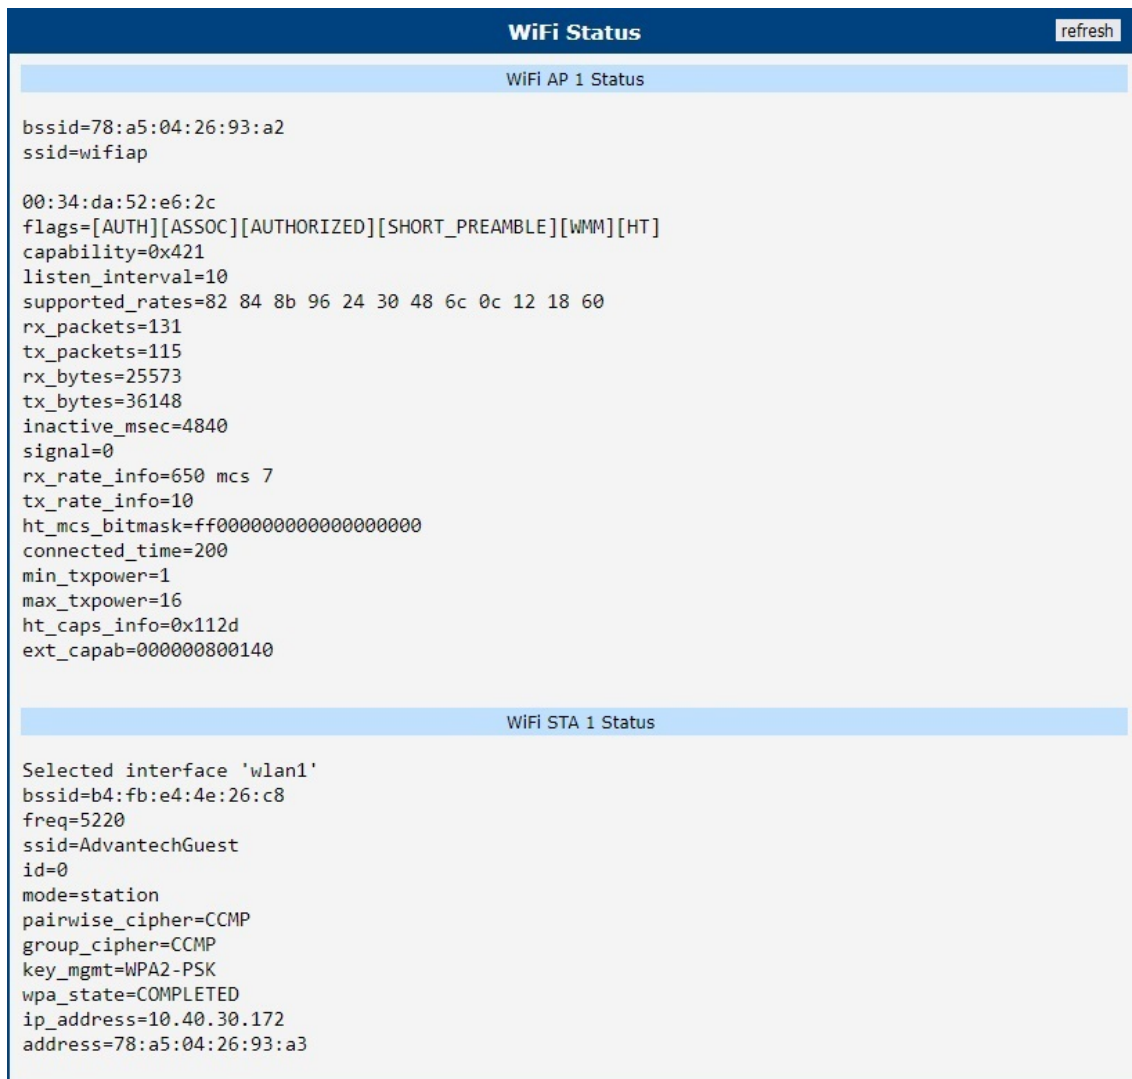 WiFi Status
refresh
WiFi AP 1 Status
bssid=78:a5:04:26:93:a2
ssid=wifiap
00:34:da:52:e6:2c
flags=[AUTH][ASSOC][AUTHORIZED][SHORT_PREAMBLE][WMM][HT]
capability=0x421
listen_interval=10
supported_rates=82 84 8b 96 24 30 48 6c 0c 12 18 60
rx_packets=131
tx_packets=115
rx_bytes=25573
tx_bytes=36148
inactive_msec=4840
signal=0
rx_rate_info=650 mcs 7
tx_rate_info=10
ht_mcs_bitmask=ff000000000000000000
connected_time=200
min_txpower=1
max_txpower=16
ht_caps_info=0x112d
ext_capab=000000800140
WiFi STA 1 Status
Selected interface 'wlan1'
bssid=b4:fb:e4:4e:26:c8
freq=5220
ssid=AdvantechGuest
id=0
mode=station
pairwise_cipher=CCMP
group_cipher=CCMP
key_mgmt=WPA2-PSK
wpa_state=COMPLETED
ip_address=10.40.30.172
address=78:a5:04:26:93:a3